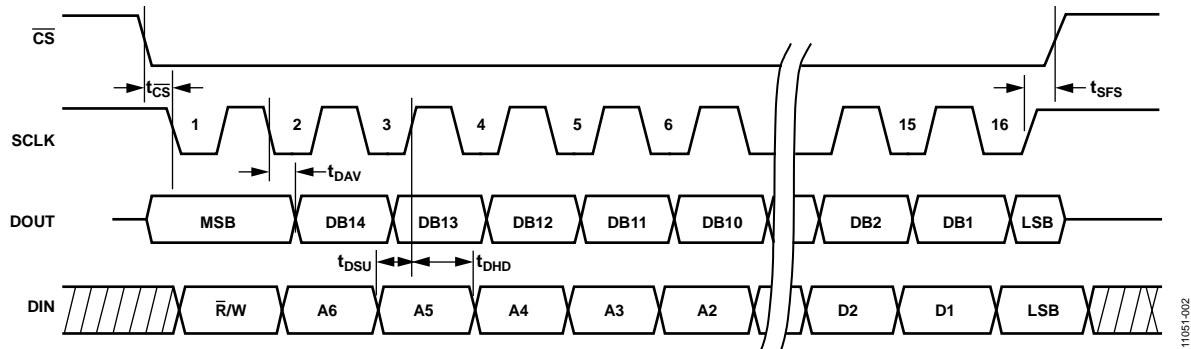 CS
tCS
tSFS
SCLK
1 2 3 4 5 6 15 16
tDAV
DOUT
MSB DB14 DB13 DB12 DB11 DB10 DB2 DB1 LSB
tDSU tDHD
DIN
R/W A6 A5 A4 A3 A2 D2 D1 LSB
11051-002